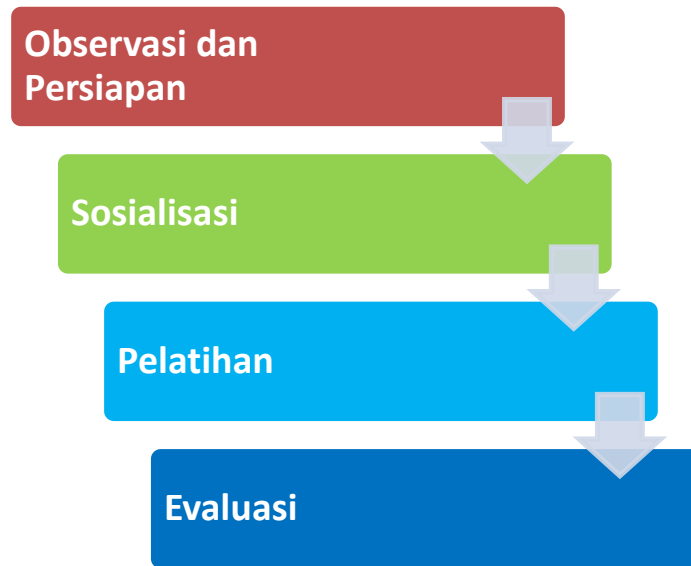 Observasi dan
Persiapan
Sosialisasi
Pelatihan
Evaluasi